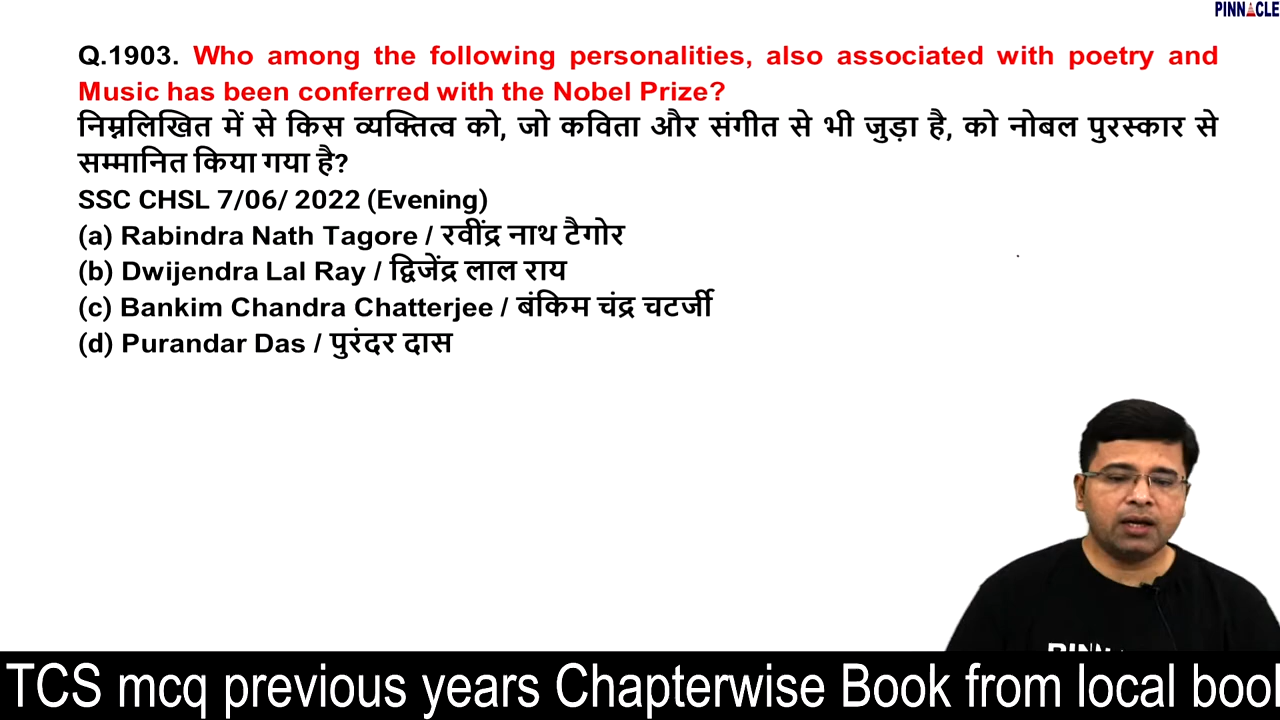 PINNACLE
Q.1903. Who among the following personalities, also associated with poetry and
Music has been conferred with the Nobel Prize?
निम्नलिखित में से किस व्यक्तित्व को, जो कविता और संगीत से भी जुड़ा है, को नोबल पुरस्कार से
सम्मानित किया गया है?
SSC CHSL 7/06/ 2022 (Evening)
(a) Rabindra Nath Tagore / रवींद्र नाथ टैगोर
(b) Dwijendra Lal Ray / द्विजेंद्र लाल राय
(c) Bankim Chandra Chatterjee / बंकिम चंद्र चटर्जी
(d) Purandar Das / पुरंदर दास
TCS mcq previous years Chapterwise Book from local